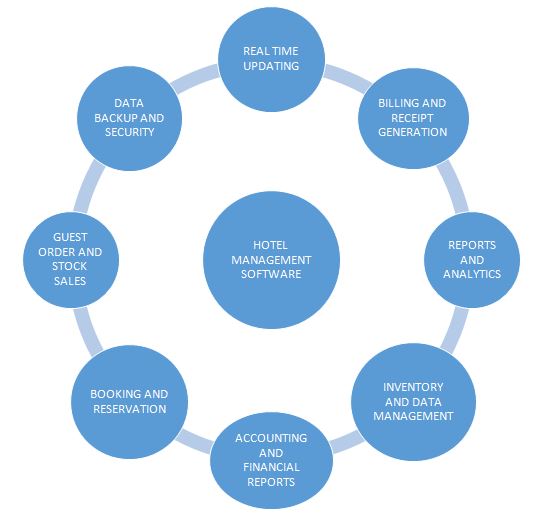 REAL TIME
UPDATING
BILLING AND
RECEIPT
GENERATION
REPORTS
AND
ANALYTICS
INVENTORY
AND DATA
MANAGEMENT
ACCOUNTING
AND
FINANCIAL
REPORTS
BOOKING AND
RESERVATION
GUEST
ORDER AND
STOCK
SALES
DATA
BACKUP AND
SECURITY
HOTEL
MANAGEMENT
SOFTWARE